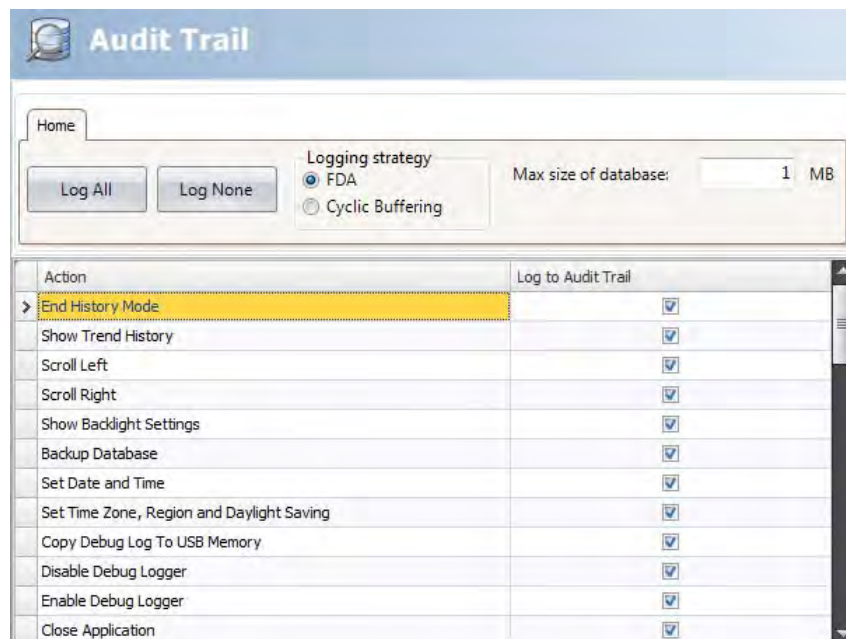 Audit Trail
Home
Log All
Log None
Logging strategy
FDA
Cyclic Buffering
Max size of database:
1 MB
Action
Log to Audit Trail
End History Mode
Show Trend History
Scroll Left
Scroll Right
Show Backlight Settings
Backup Database
Set Date and Time
Set Time Zone, Region and Daylight Saving
Copy Debug Log To USB Memory
Disable Debug Logger
Enable Debug Logger
Close Application